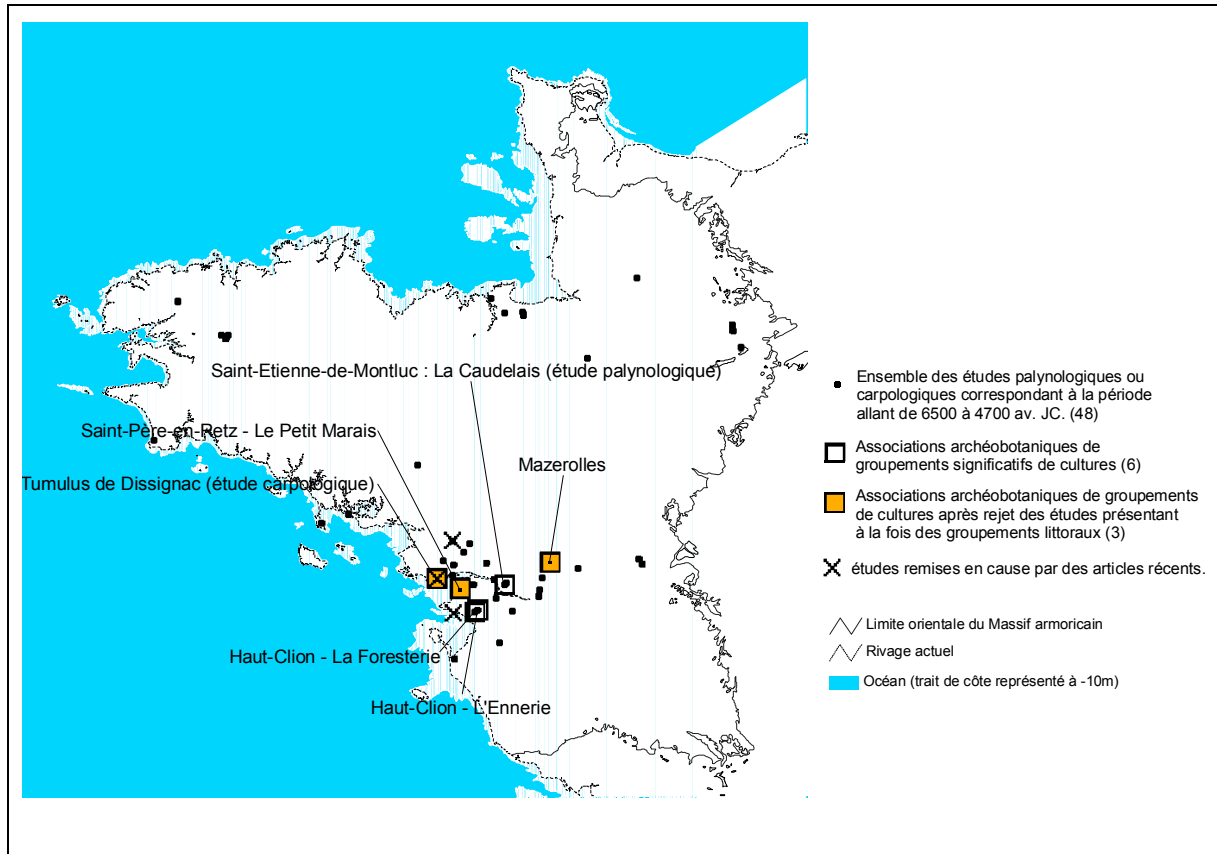 Saint-Etienne-de-Montluc : La Caudelais (étude palynologique)
Saint-Père-en-Retz - Le Petit Marais
Mazerolles
Tumulus de Dissignac (étude carpologique)
Haut-Clion - La Foresterie
Haut-Clion - L'Ennerie
Ensemble des études palynologiques ou
carpologiques correspondant à la période
allant de 6500 à 4700 av. JC. (48)
Associations archéobotaniques de
groupements significatifs de cultures (6)
Associations archéobotaniques de groupements
de cultures après rejet des études présentant
à la fois des groupements littoraux (3)
études remises en cause par des articles récents.
Limite orientale du Massif armoricain
Rivage actuel
Océan (trait de côte représenté à -10m)